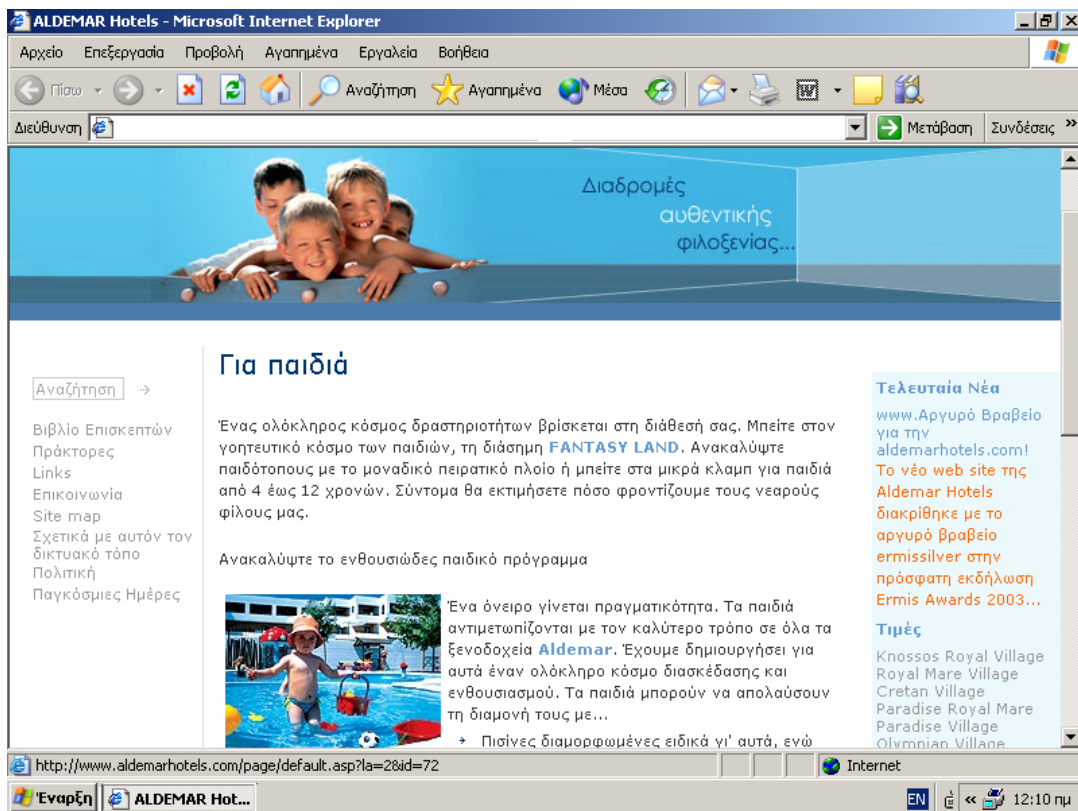 ALDEMAR Hotels - Microsoft Internet Explorer
Αρχείο Επεξεργασία Προβολή Αγαπημένα Εργαλεία Βοήθεια
Πίσω Αναζήτηση Αγαπημένα Μέσα
Διεύθυνση Μετάβαση Συνδέσεις »
Διαδρομές
αυθεντικής
φιλοξενίας...
Αναζήτηση →
Βιβλίο Επισκεπτών
Πράκτορες
Links
Επικοινωνία
Site map
Σχετικά με αυτόν τον
δικτυακό τόπο
Πολιτική
Παγκόσμιες Ημέρες
Για παιδιά
Ένας ολόκληρος κόσμος δραστηριοτήτων βρίσκεται στη διάθεσή σας. Μπείτε στον
γοητευτικό κόσμο των παιδιών, τη διάσημη FANTASY LAND. Ανακαλύψτε
παιδότοπους με το μοναδικό πειρατικό πλοίο ή μπείτε στα μικρά κλαμπ για παιδιά
από 4 έως 12 χρονών. Σύντομα θα εκτιμήσετε πόσο φροντίζουμε τους νεαρούς
φίλους μας.
Ανακαλύψτε το ενθουσιώδες παιδικό πρόγραμμα
Ένα όνειρο γίνεται πραγματικότητα. Τα παιδιά
αντιμετωπίζονται με τον καλύτερο τρόπο σε όλα τα
ξενοδοχεία Aldemar. Έχουμε δημιουργήσει για
αυτά έναν ολόκληρο κόσμο διασκέδασης και
ενθουσιασμού. Τα παιδιά μπορούν να απολαύσουν
τη διαμονή τους με...
Πισίνες διαμορφωμένες ειδικά γι' αυτά, ενώ
Τελευταία Νέα
www.Αργυρό Βραβείο
για την
aldemarhotels.com!
Το νέο web site της
Aldemar Hotels
διακρίθηκε με το
αργυρό βραβείο
ermissilver στην
πρόσφατη εκδήλωση
Ermis Awards 2003...
Τιμές
Knossos Royal Village
Royal Mare Village
Cretan Village
Paradise Royal Mare
Paradise Village
Olympian Village
http://www.aldemarhotels.com/page/default.asp?la=2&id=72 Internet
Έναρξη ALDEMAR Hot... EN « 12:10 πμ